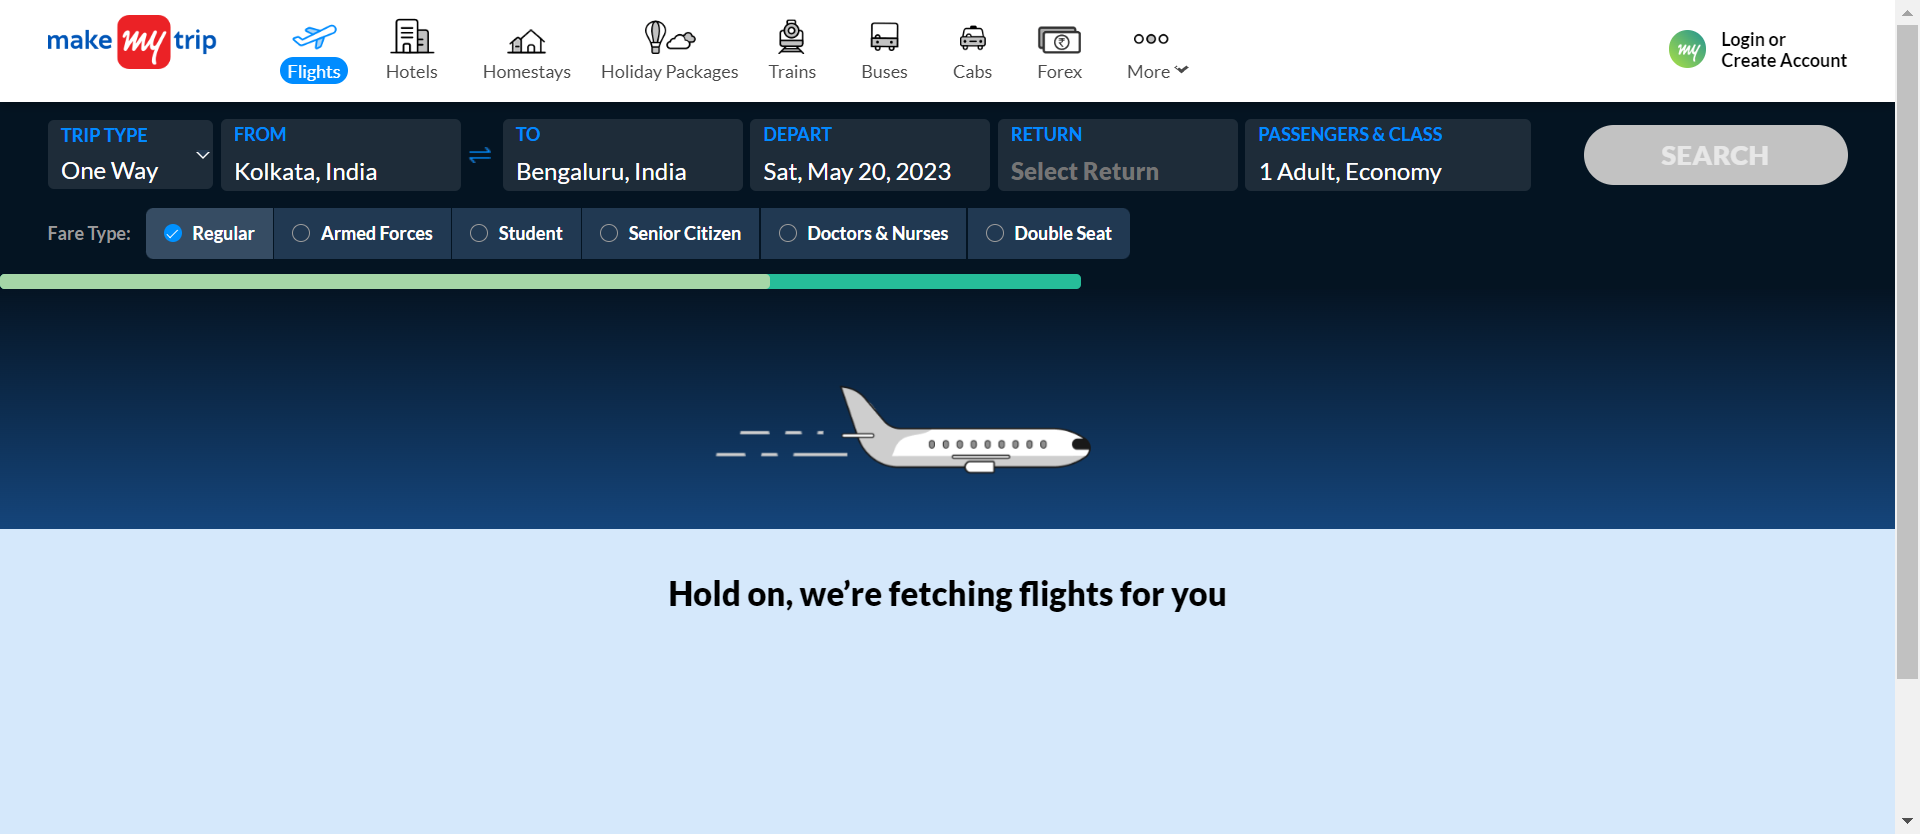 make my trip
Flights
Hotels
Homestays
Holiday Packages
Trains
Buses
Cabs
Forex
More
my
Login or
Create Account
TRIP TYPE
One Way
FROM
Kolkata, India
TO
Bengaluru, India
DEPART
Sat, May 20, 2023
RETURN
Select Return
PASSENGERS & CLASS
1 Adult, Economy
SEARCH
Fare Type:
Regular
Armed Forces
Student
Senior Citizen
Doctors & Nurses
Double Seat
Hold on, we’re fetching flights for you